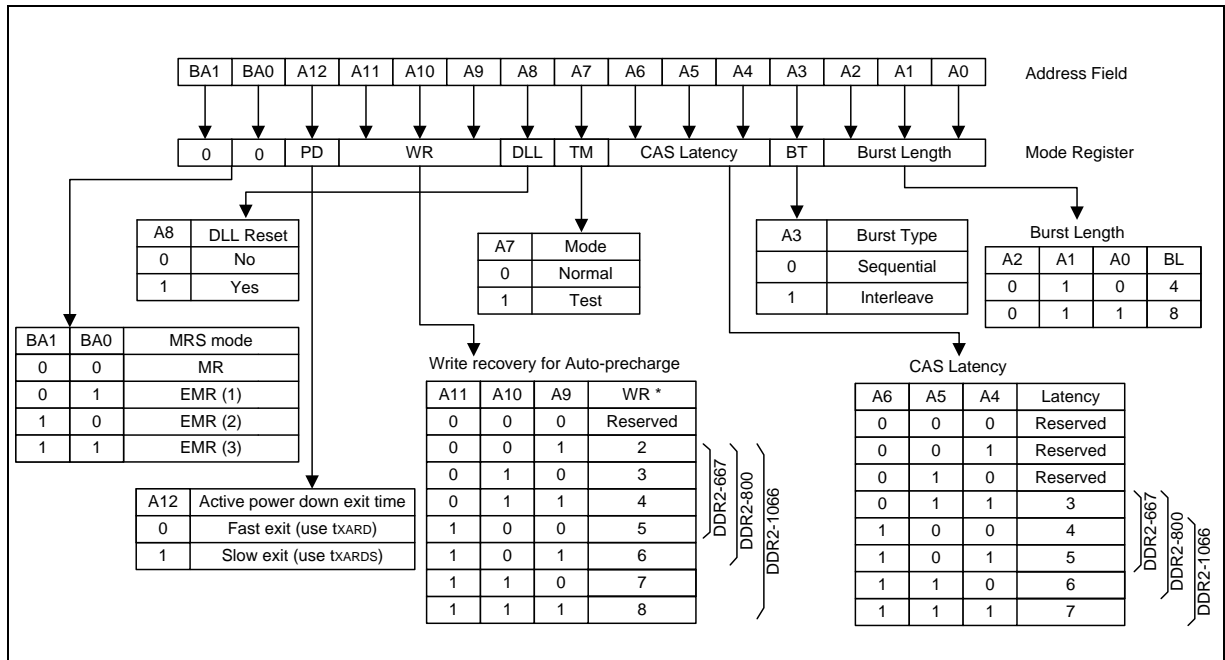 BA1 BA0 A12 A11 A10 A9 A8 A7 A6 A5 A4 A3 A2 A1 A0 Address Field
0 0 PD WR DLL TM CAS Latency BT Burst Length Mode Register
A8 DLL Reset
0 No
1 Yes
A7 Mode
0 Normal
1 Test
A3 Burst Type
0 Sequential
1 Interleave
Burst Length
A2 A1 A0 BL
0 1 0 4
0 1 1 8
BA1 BA0 MRS mode
0 0 MR
0 1 EMR (1)
1 0 EMR (2)
1 1 EMR (3)
A12 Active power down exit time
0 Fast exit (use tXARD)
1 Slow exit (use tXARDS)
Write recovery for Auto-precharge
A11 A10 A9 WR *
0 0 0 Reserved
0 0 1 2
0 1 0 3
0 1 1 4
1 0 0 5
1 0 1 6
1 1 0 7
1 1 1 8
DDR2-667
DDR2-800
DDR2-1066
CAS Latency
A6 A5 A4 Latency
0 0 0 Reserved
0 0 1 Reserved
0 1 0 Reserved
0 1 1 3
1 0 0 4
1 0 1 5
1 1 0 6
1 1 1 7
DDR2-667
DDR2-800
DDR2-1066